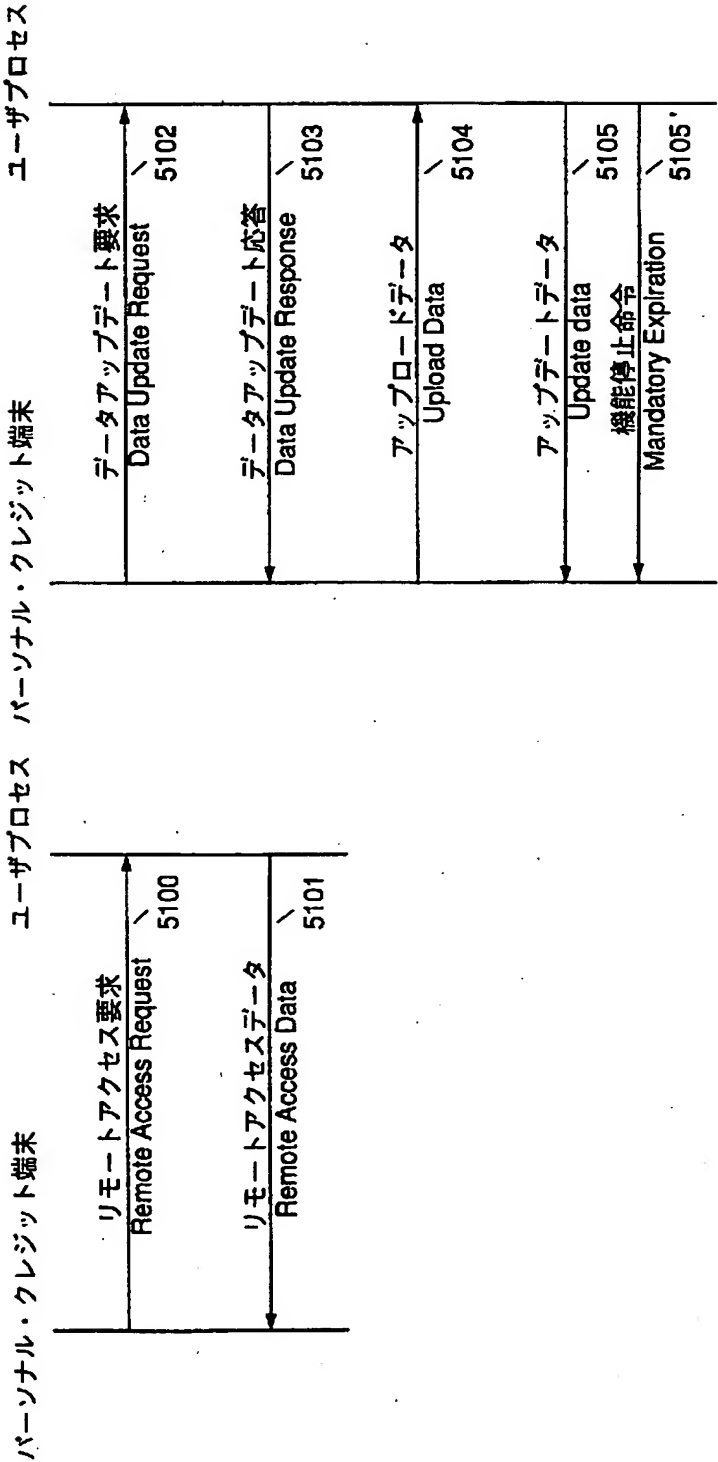 パーソナル・クレジット端末
ユーザプロセス
リモートアクセス要求
Remote Access Request
5100
リモートアクセスデータ
Remote Access Data
5101
パーソナル・クレジット端末
ユーザプロセス
データアップデート要求
Data Update Request
5102
データアップデート応答
Data Update Response
5103
アップロードデータ
Upload Data
5104
アップデートデータ
Update data
5105
機能停止命令
Mandatory Expiration
5105'